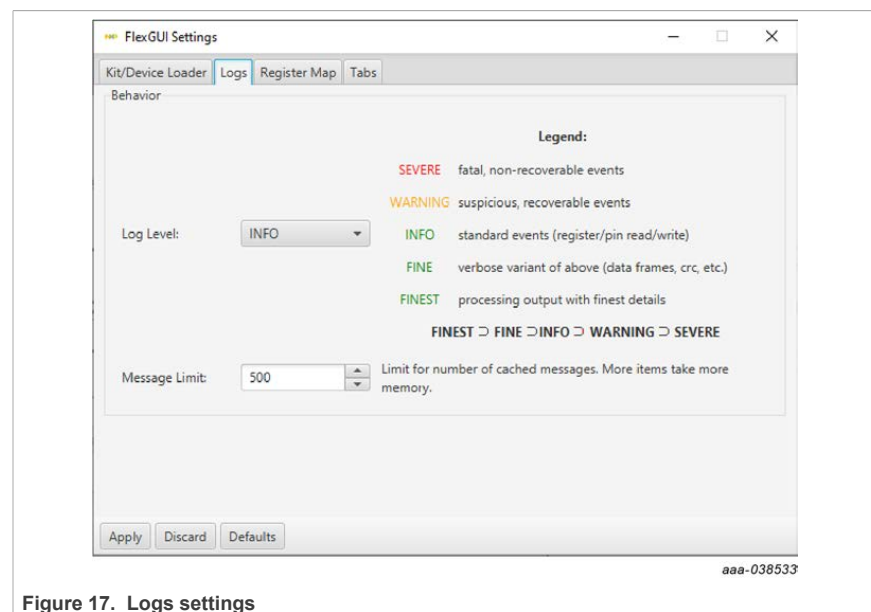 FlexGUI Settings
Kit/Device Loader Logs Register Map Tabs
Behavior
Legend:
SEVERE fatal, non-recoverable events
WARNING suspicious, recoverable events
Log Level: INFO INFO standard events (register/pin read/write)
FINE verbose variant of above (data frames, crc, etc.)
FINEST processing output with finest details
FINEST ⊃ FINE ⊃INFO ⊃ WARNING ⊃ SEVERE
Message Limit: 500 Limit for number of cached messages. More items take more
memory.
Apply Discard Defaults
aaa-038533
Figure 17. Logs settings